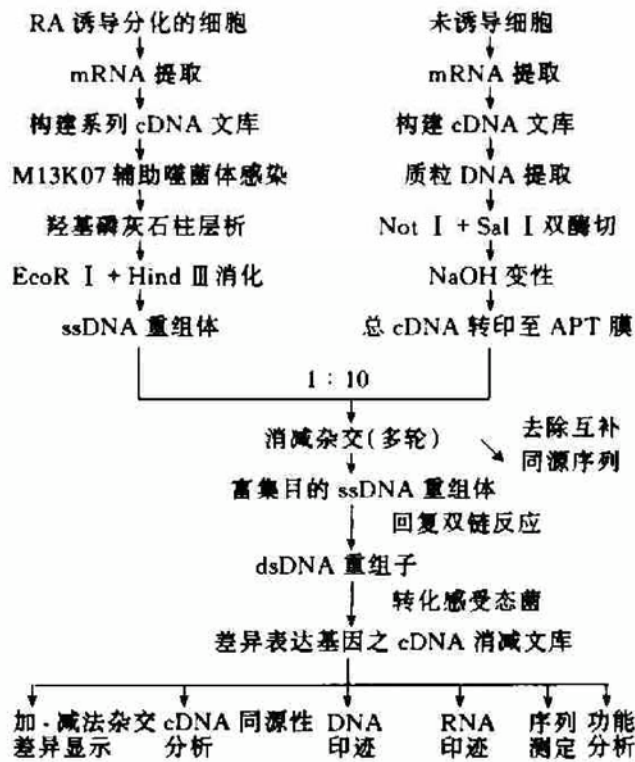 RA 诱导分化的细胞
未诱导细胞
mRNA 提取
mRNA 提取
构建系列 cDNA 文库
构建 cDNA 文库
M13K07 辅助噬菌体感染
质粒 DNA 提取
羟基磷灰石柱层析
Not Ⅰ + Sal Ⅰ 双酶切
EcoR Ⅰ + Hind Ⅲ 消化
NaOH 变性
ssDNA 重组体
总 cDNA 转印至 APT 膜
1 : 10
消减杂交(多轮)
去除互补
同源序列
富集目的 ssDNA 重组体
回复双链反应
dsDNA 重组子
转化感受态菌
差异表达基因之 cDNA 消减文库
加 - 减法杂交
差异显示
cDNA 同源性
分析
DNA
印迹
RNA
印迹
序列
测定
功能
分析